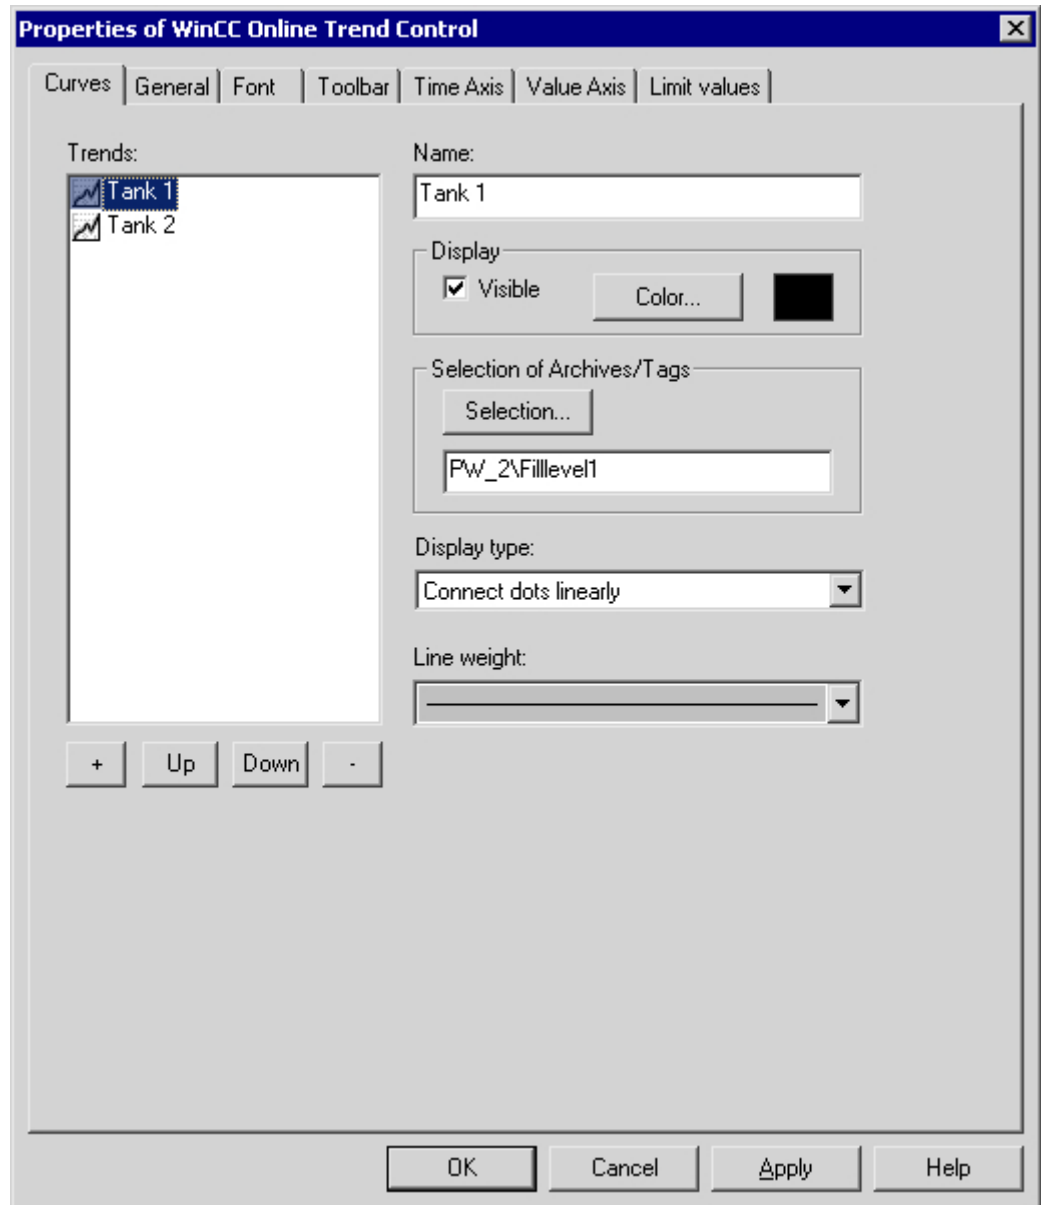 Properties of WinCC Online Trend Control
Curves General Font Toolbar Time Axis Value Axis Limit values
Trends:
Tank 1
Tank 2
Name:
Tank 1
Display
Visible Color...
Selection of Archives/Tags
Selection...
PW_2\Filllevel1
Display type:
Connect dots linearly
Line weight:
+ Up Down -
OK Cancel Apply Help